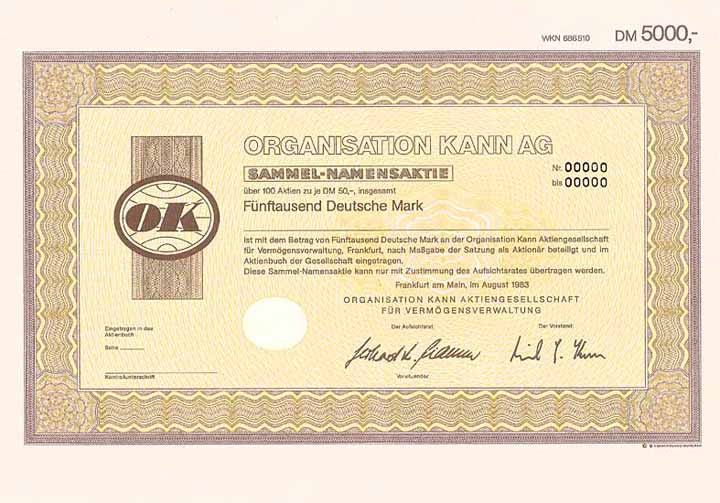 WKN 686510 DM 5000,-
ORGANISATION KANN AG
SAMMEL-NAMENSAKTIE
Nr. 00000
bis 00000
über 100 Aktien zu je DM 50,-, insgesamt
Fünftausend Deutsche Mark
OK
ist mit dem Betrag von Fünftausend Deutsche Mark an der Organisation Kann Aktiengesellschaft
für Vermögensverwaltung, Frankfurt, nach Maßgabe der Satzung als Aktionär beteiligt und im
Aktienbuch der Gesellschaft eingetragen.
Diese Sammel-Namensaktie kann nur mit Zustimmung des Aufsichtsrates übertragen werden.
Frankfurt am Main, im August 1983
ORGANISATION KANN AKTIENGESELLSCHAFT
FÜR VERMÖGENSVERWALTUNG
Der Aufsichtsrat: Der Vorstand:
Vorsitzender
Eingetragen in das
Aktienbuch
Seite
Kontrollunterschrift